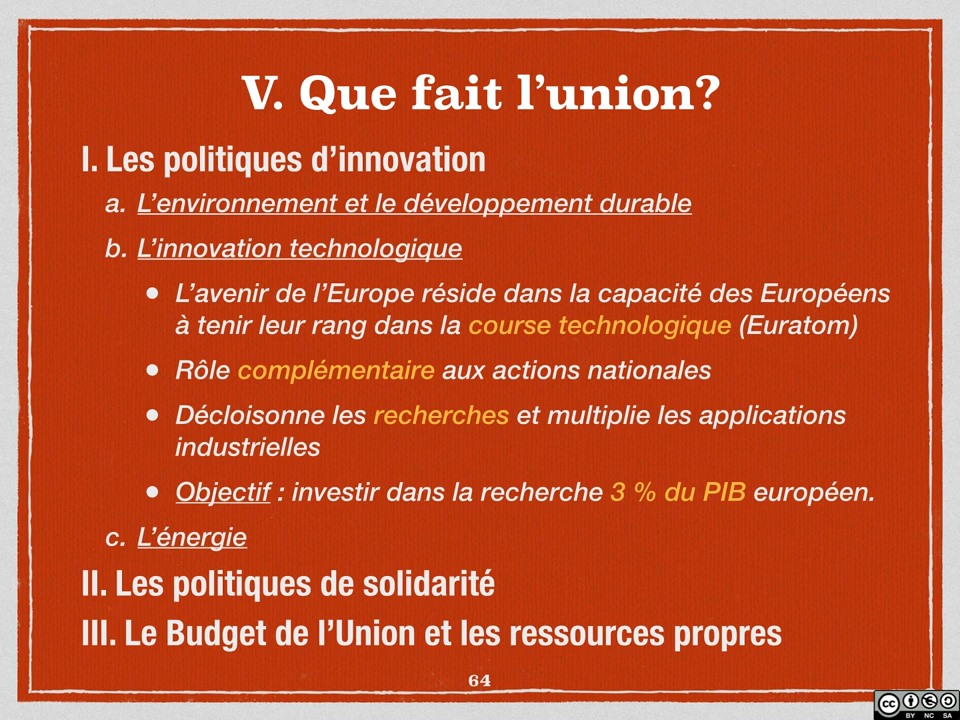 V. Que fait l’union?
I. Les politiques d’innovation
a. L’environnement et le développement durable
b. L’innovation technologique
• L’avenir de l’Europe réside dans la capacité des Européens
à tenir leur rang dans la course technologique (Euratom)
• Rôle complémentaire aux actions nationales
• Décloisonne les recherches et multiplie les applications
industrielles
• Objectif : investir dans la recherche 3 % du PIB européen.
c. L’énergie
II. Les politiques de solidarité
III. Le Budget de l’Union et les ressources propres
64
cc BY NC SA